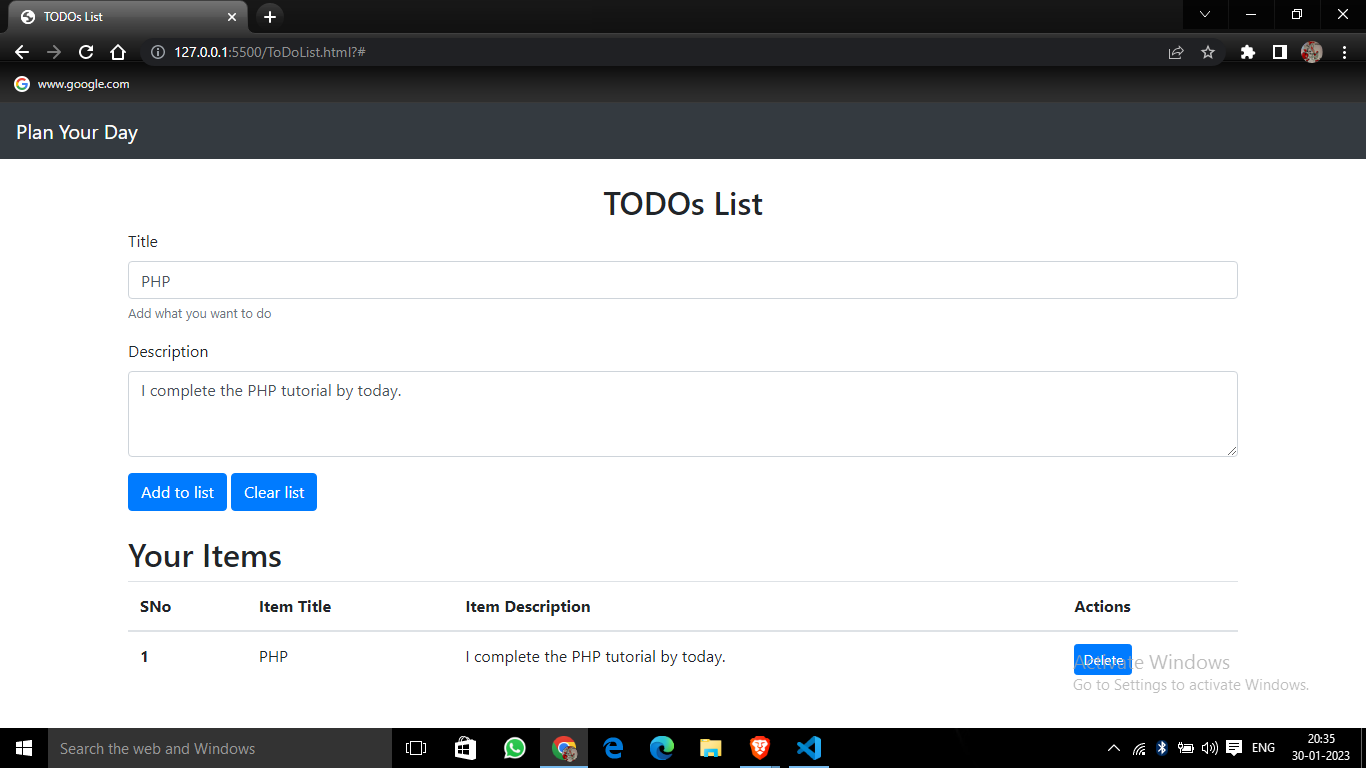 TODOs List
127.0.0.1:5500/ToDoList.html?#
www.google.com
Plan Your Day
TODOs List
Title
PHP
Add what you want to do
Description
I complete the PHP tutorial by today.
Add to list Clear list
Your Items
SNo Item Title Item Description Actions
1 PHP I complete the PHP tutorial by today. Delete
Activate Windows
Go to Settings to activate Windows.
Search the web and Windows
ENG
20:35
30-01-2023